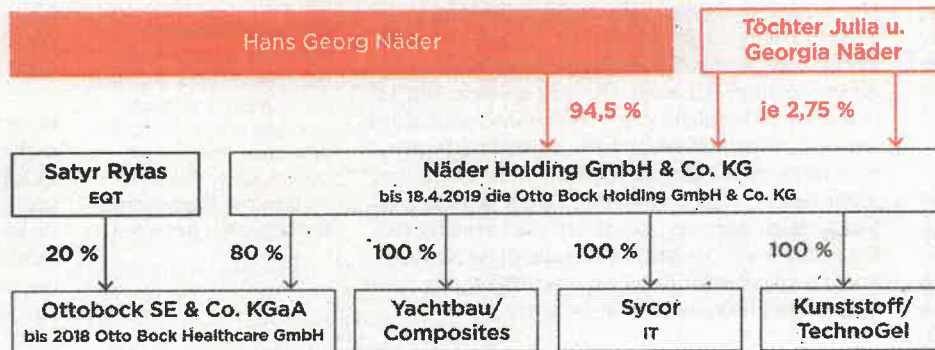 Hans Georg Näder
Töchter Julia u.
Georgia Näder
94,5 %
je 2,75 %
Satyr Rytas
EQT
Näder Holding GmbH & Co. KG
bis 18.4.2019 die Otto Bock Holding GmbH & Co. KG
20 %
80 %
100 %
100 %
100 %
Ottobock SE & Co. KGaA
bis 2018 Otto Bock Healthcare GmbH
Yachtbau/
Composites
Sycor
IT
Kunststoff/
TechnoGel